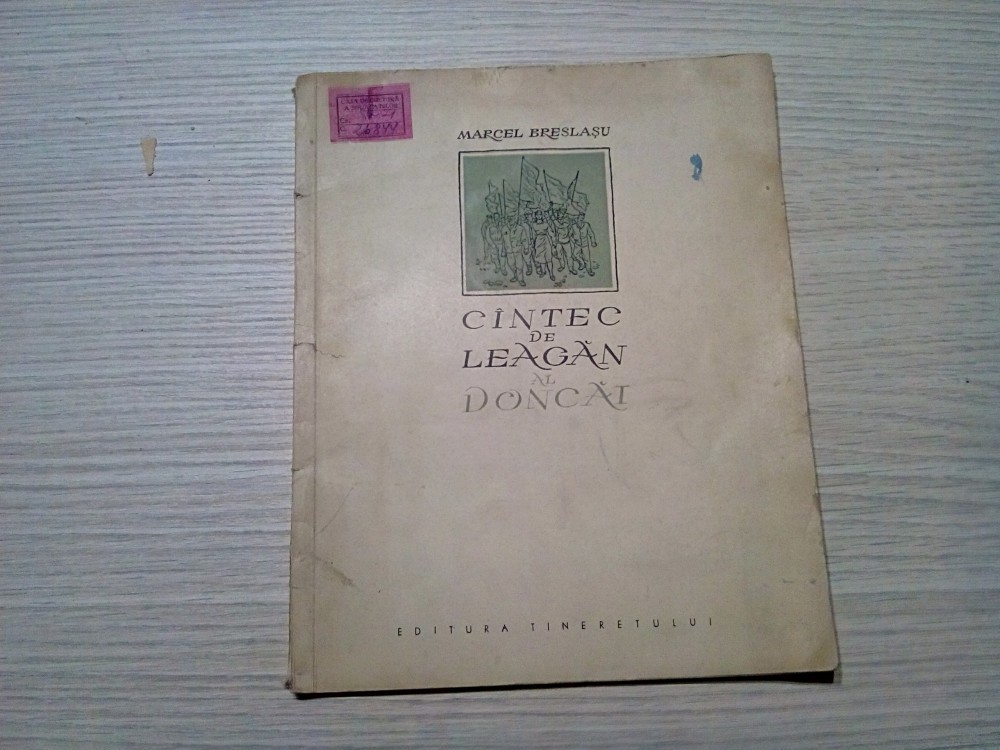 MARCEL BRESLAȘU
CÎNTEC
DE
LEAGĂN
AL
DONCĂI
EDITURA TINERETULUI